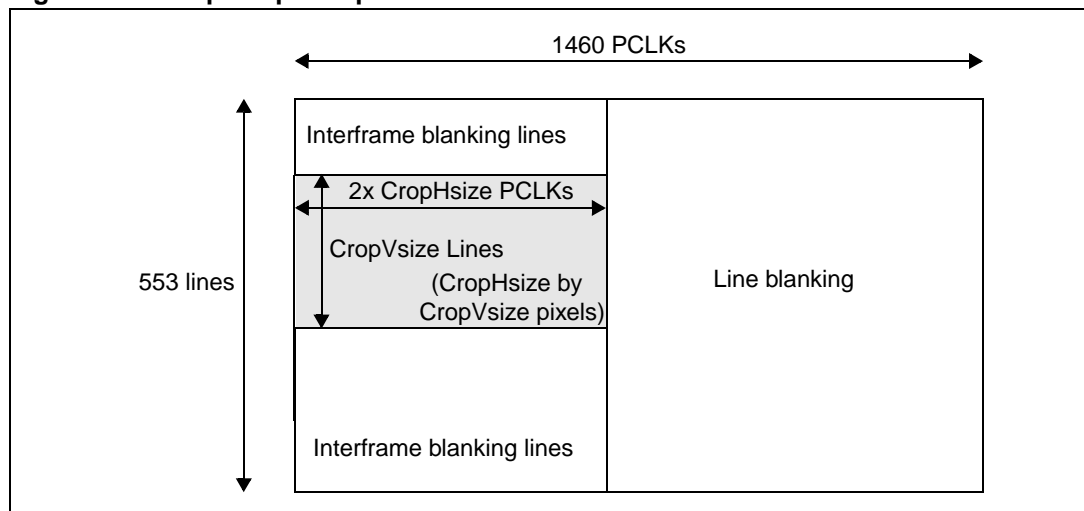 1460 PCLKs
Interframe blanking lines
2x CropHsize PCLKs
CropVsize Lines
(CropHsize by
CropVsize pixels)
553 lines
Line blanking
Interframe blanking lines